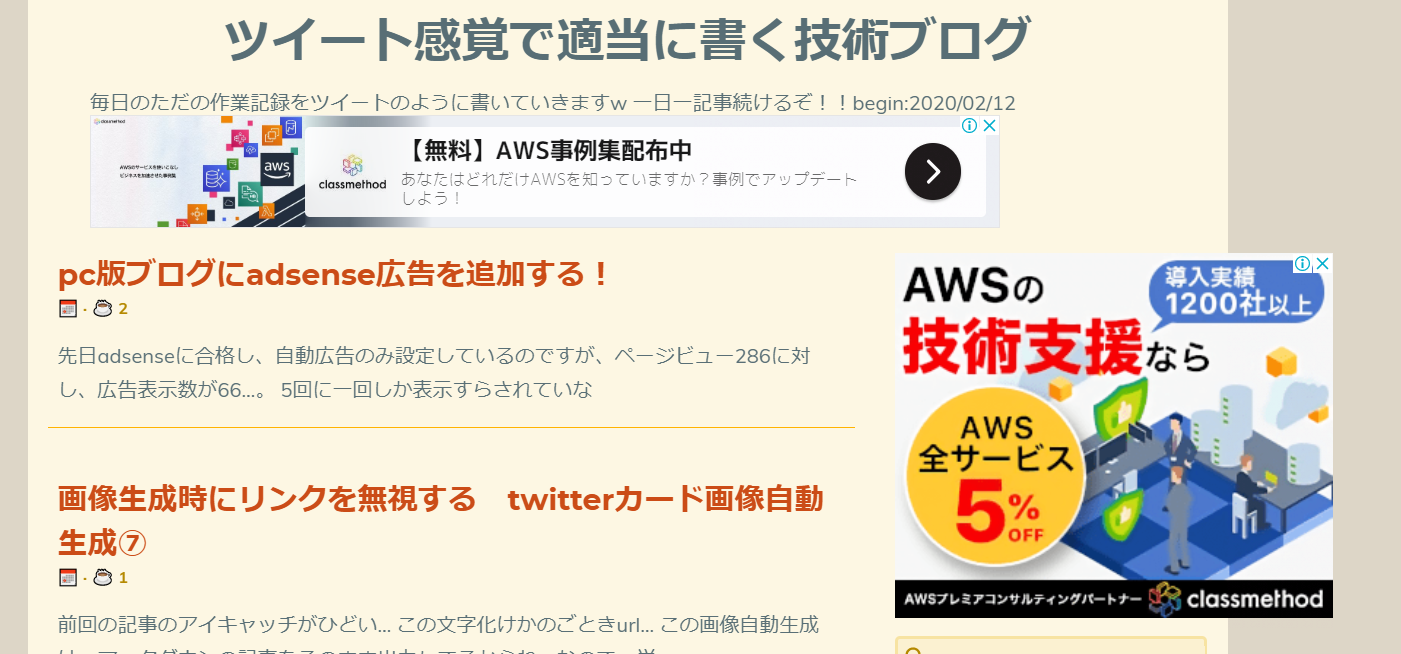 ツイート感覚で適当に書く技術ブログ
毎日のただの作業記録をツイートのように書いていきますw 一日一記事続けるぞ！！begin:2020/02/12
classmethod
AWSのサービスを使いこなし
ビジネスを加速させた事例集
aws
classmethod
【無料】AWS事例集配布中
あなたはどれだけAWSを知っていますか？事例でアップデート
しよう！
pc版ブログにadsense広告を追加する！
· 2
先日adsenseに合格し、自動広告のみ設定しているのですが、ページビュー286に対
し、広告表示数が66...。 5回に一回しか表示すらされていな
画像生成時にリンクを無視する　twitterカード画像自動
生成⑦
· 1
前回の記事のアイキャッチがひどい... この文字化けかのごときurl... この画像自動生成
AWSの
導入実績
1200社以上
技術支援なら
AWS
全サービス
5%
OFF
AWSプレミアコンサルティングパートナー classmethod